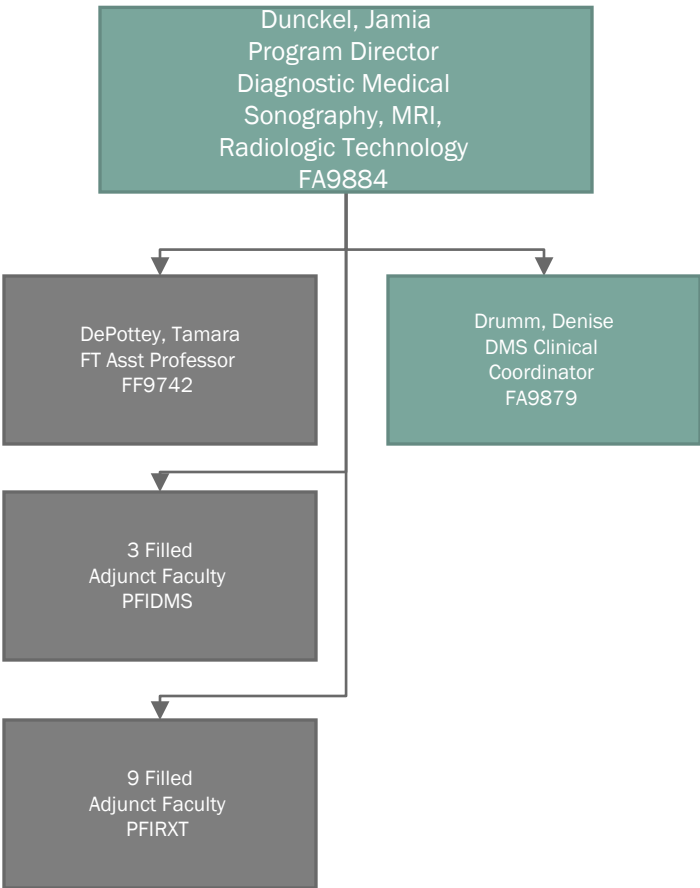 Dunckel, Jamia
Program Director
Diagnostic Medical
Sonography, MRI,
Radiologic Technology
FA9884
DePottey, Tamara
FT Asst Professor
FF9742
Drumm, Denise
DMS Clinical
Coordinator
FA9879
3 Filled
Adjunct Faculty
PFIDMS
9 Filled
Adjunct Faculty
PFIRXT